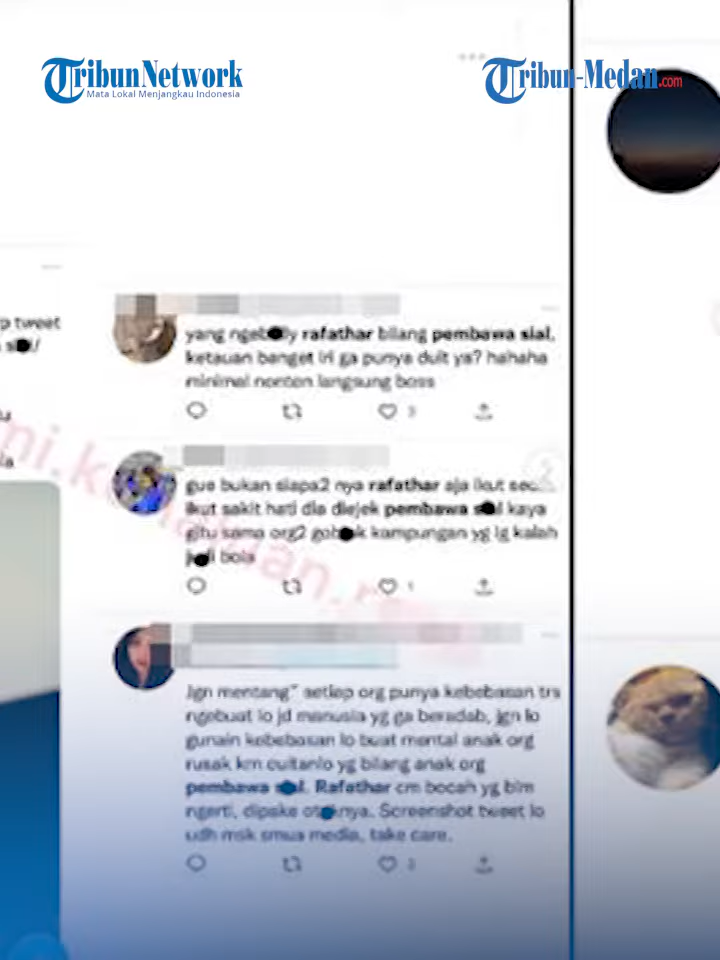 TribunNetwork
Mata Lokal Menjangkau Indonesia
Tribun-Medan.com
p tweet
yang ngeb●lly rafathar bilang pembawa sial,
ketauan banget iri ga punya duit ya? hahaha
minimal nonton langsung boss
3
gue bukan siapa2 nya rafathar aja ikut
ikut sakit hati dia diejek pembawa s●l kaya
gitu sama org2 gob●k kampungan yg lg kalah
j●i bola
1
Jgn mentang" setiap org punya kebebasan trs
ngebuat lo jd manusia yg ga beradab, jgn lo
gunain kebebasan lo buat mental anak org
rusak krn cuitanlo yg bilang anak org
pembawa s●l. Rafathar cm bocah yg blm
ngerti, dipake ot●knya. Screenshot tweet lo
udh msk smua media, take care.